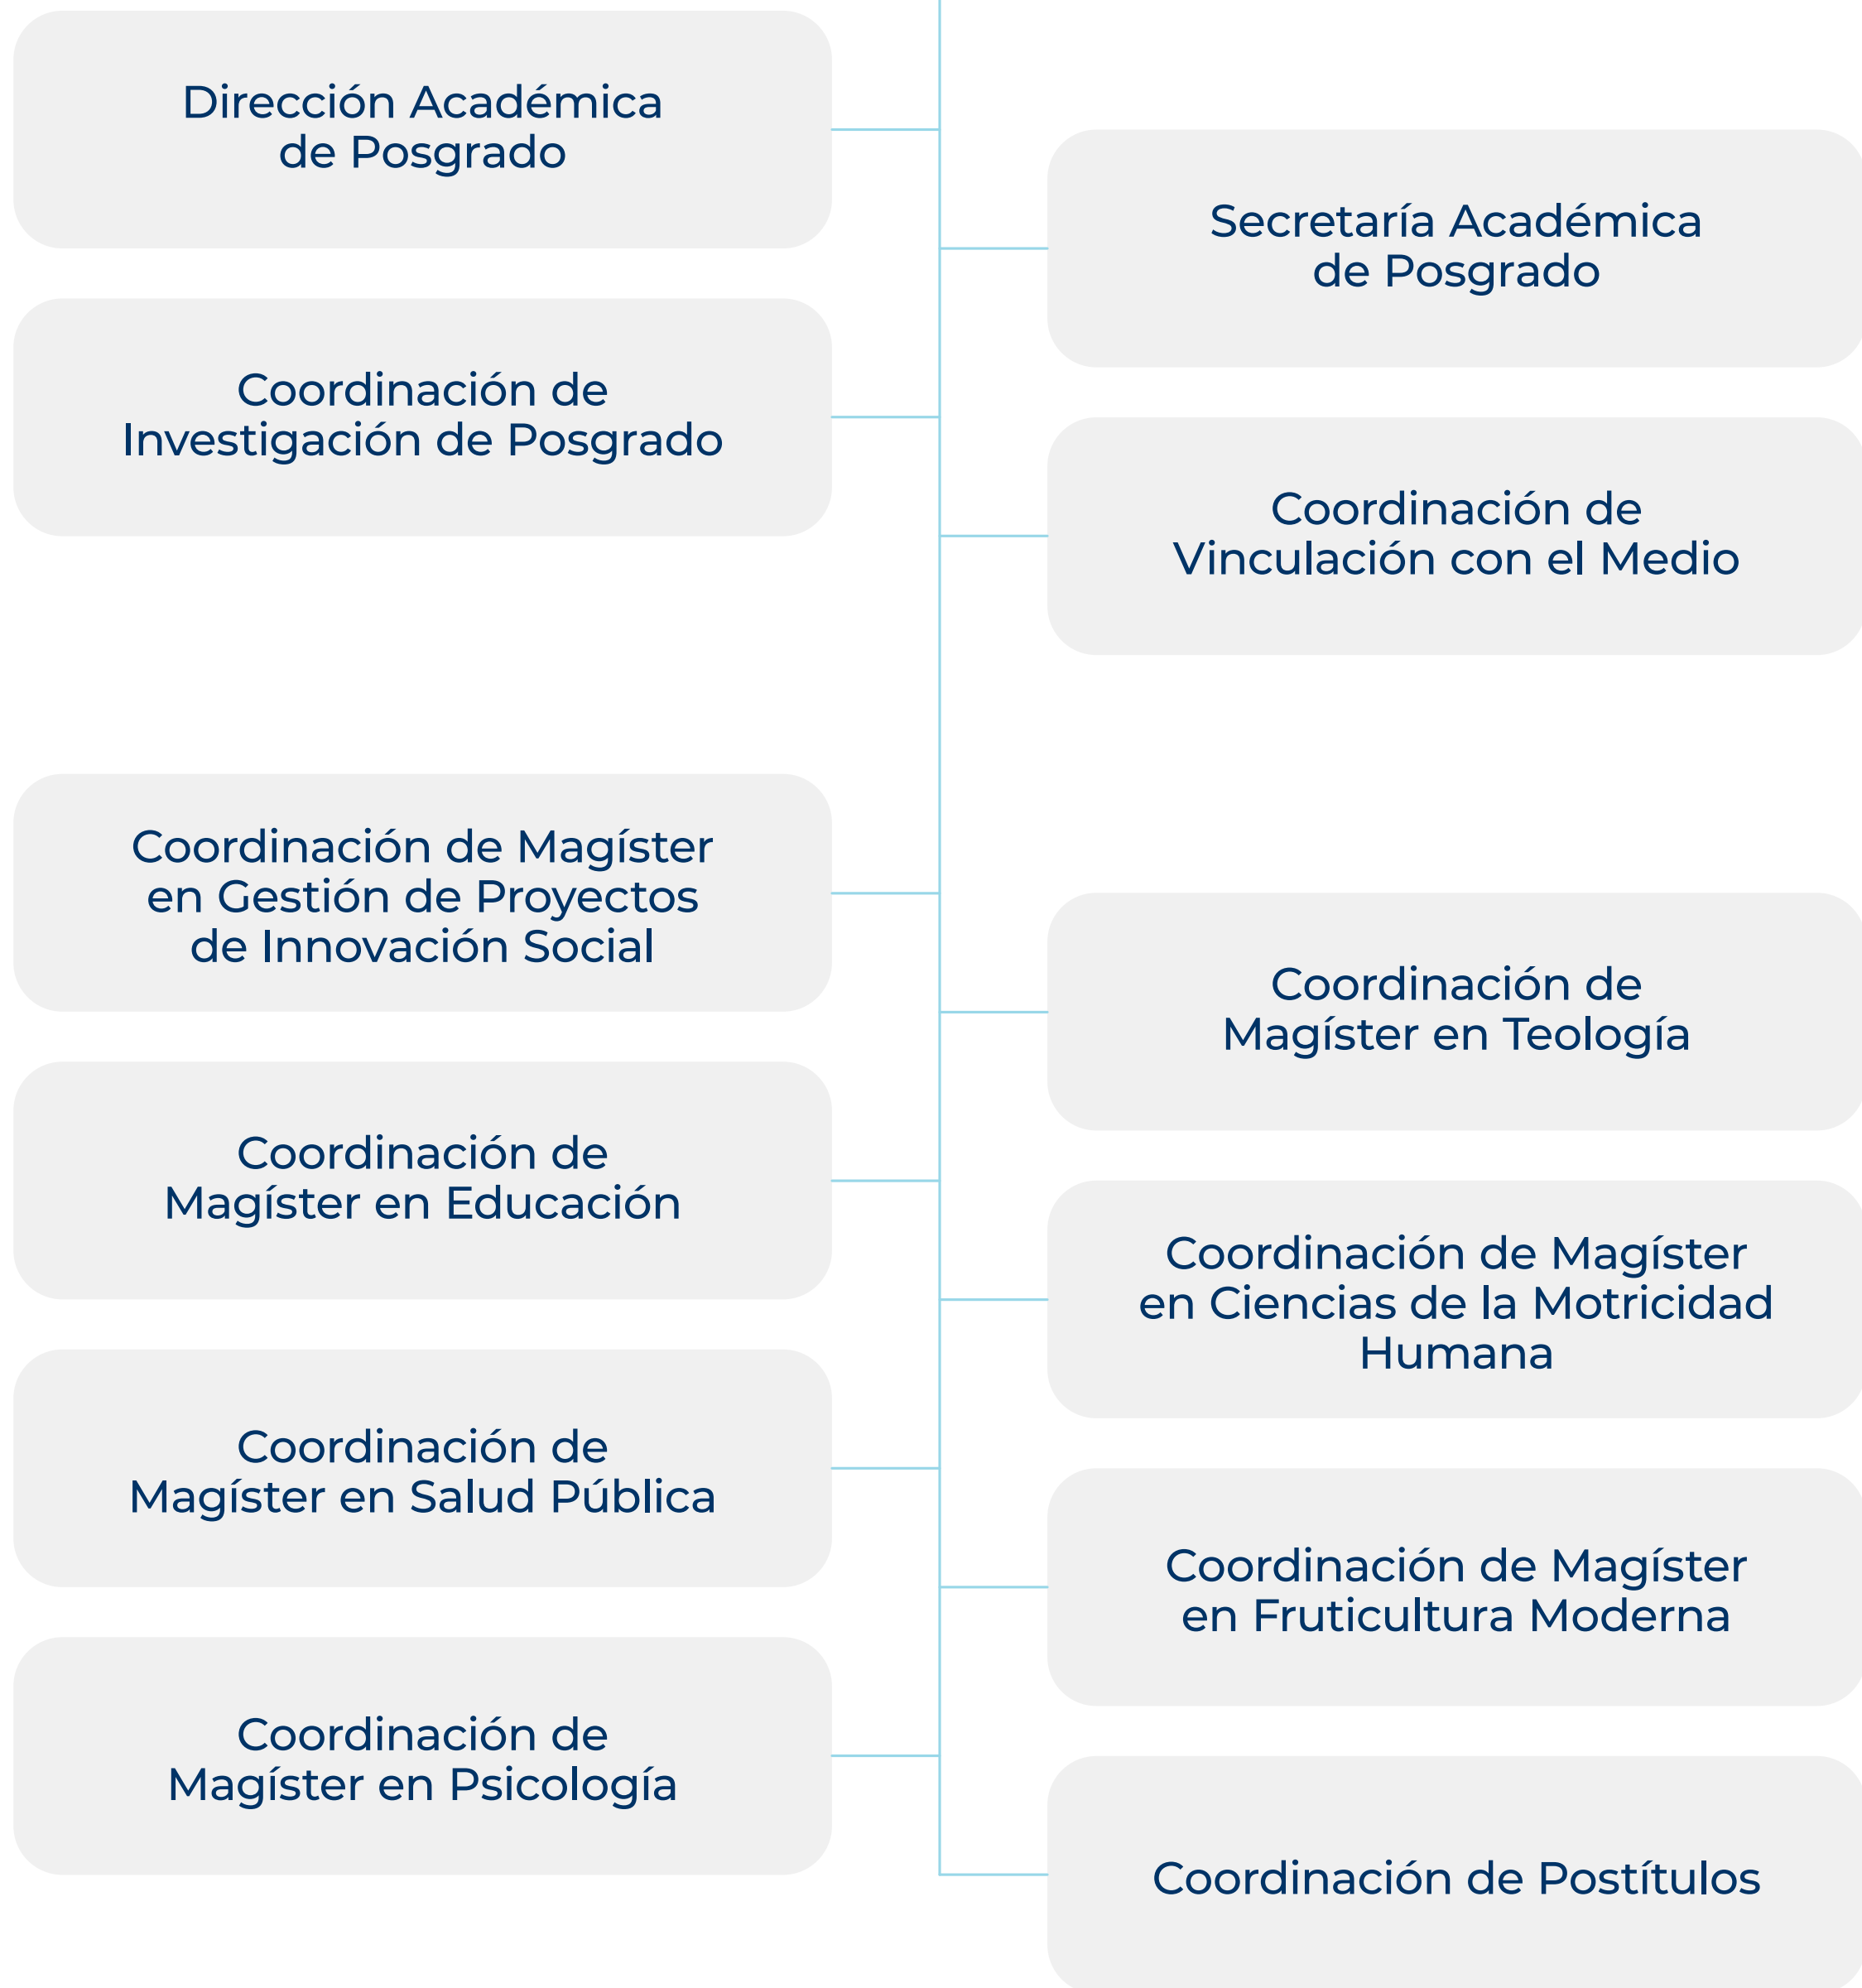 Dirección Académica
de Posgrado
Secretaría Académica
de Posgrado
Coordinación de
Investigación de Posgrado
Coordinación de
Vinculación con el Medio
Coordinación de Magíster
en Gestión de Proyectos
de Innovación Social
Coordinación de
Magíster en Teología
Coordinación de
Magíster en Educación
Coordinación de Magíster
en Ciencias de la Motricidad
Humana
Coordinación de
Magíster en Salud Pública
Coordinación de Magíster
en Fruticultura Moderna
Coordinación de
Magíster en Psicología
Coordinación de Postítulos